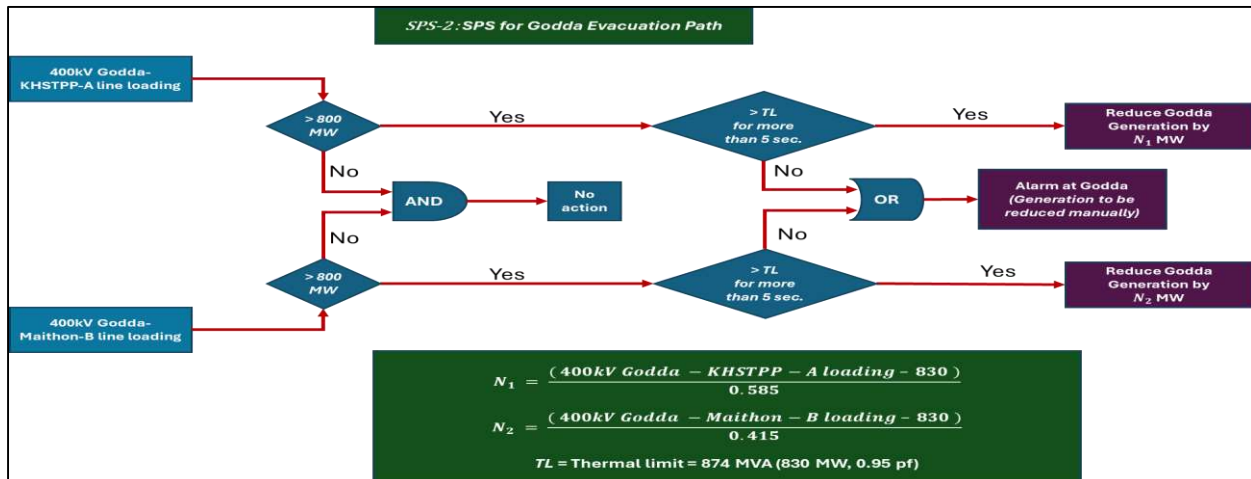 SPS-2: SPS for Godda Evacuation Path
400kV Godda-
KHSTPP-A line loading
> 800
MW
Yes
> TL
for more
than 5 sec.
Yes
Reduce Godda
Generation by
N₁ MW
No
No
AND
No
action
OR
Alarm at Godda
(Generation to be
reduced manually)
No
No
> 800
MW
Yes
> TL
for more
than 5 sec.
Yes
Reduce Godda
Generation by
N₂ MW
400kV Godda-
Maithon-B line loading
N₁ = (400kV Godda – KHSTPP – A loading – 830) / 0.585
N₂ = (400kV Godda – Maithon – B loading – 830) / 0.415
TL = Thermal limit = 874 MVA (830 MW, 0.95 pf)